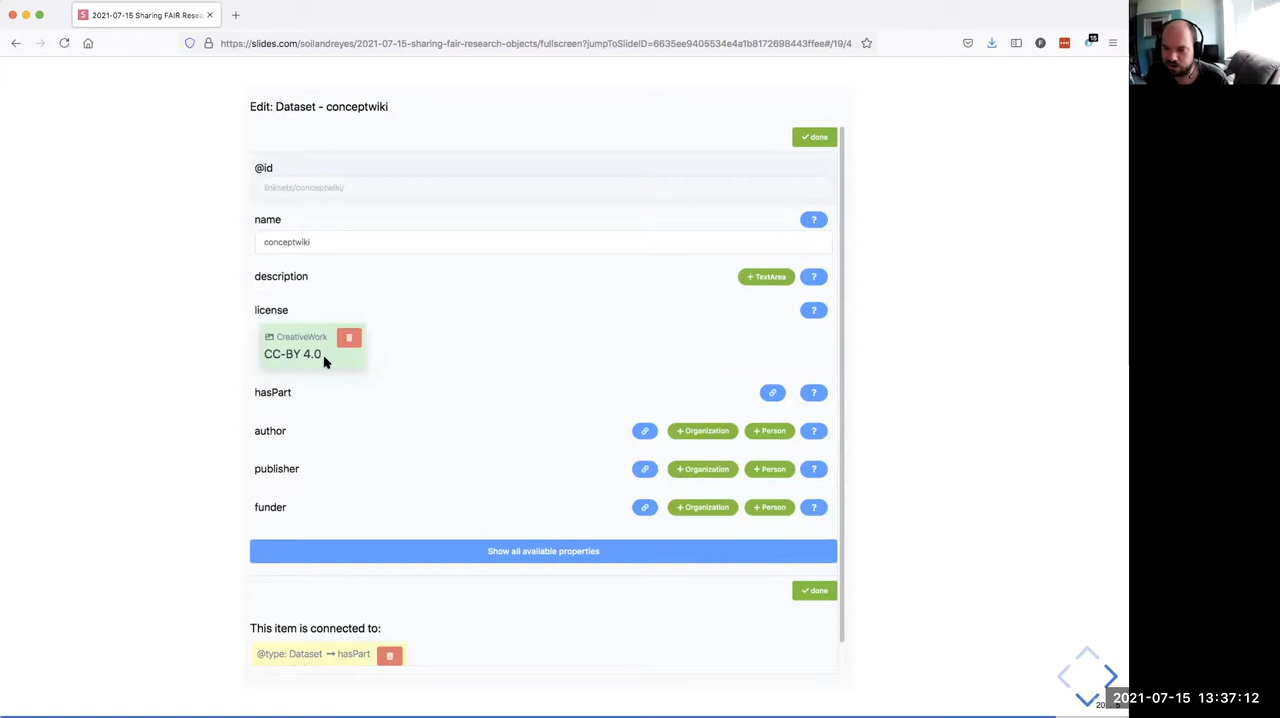 2021-07-15 Sharing FAIR Resea
https://slides.com/soilandreyes/2021-07-15-sharing-fair-research-objects/fullscreen?jumpToSlideID=6635ee9405534e4a1b8172698443ffee#/19/4
15
Edit: Dataset - conceptwiki
done
@id
linksets/conceptwiki/
name
?
conceptwiki
description
+ TextArea
?
license
?
CreativeWork
CC-BY 4.0
hasPart
?
author
+ Organization
+ Person
?
publisher
+ Organization
+ Person
?
funder
+ Organization
+ Person
?
Show all available properties
done
This item is connected to:
@type: Dataset → hasPart
2021-07-15 13:37:12